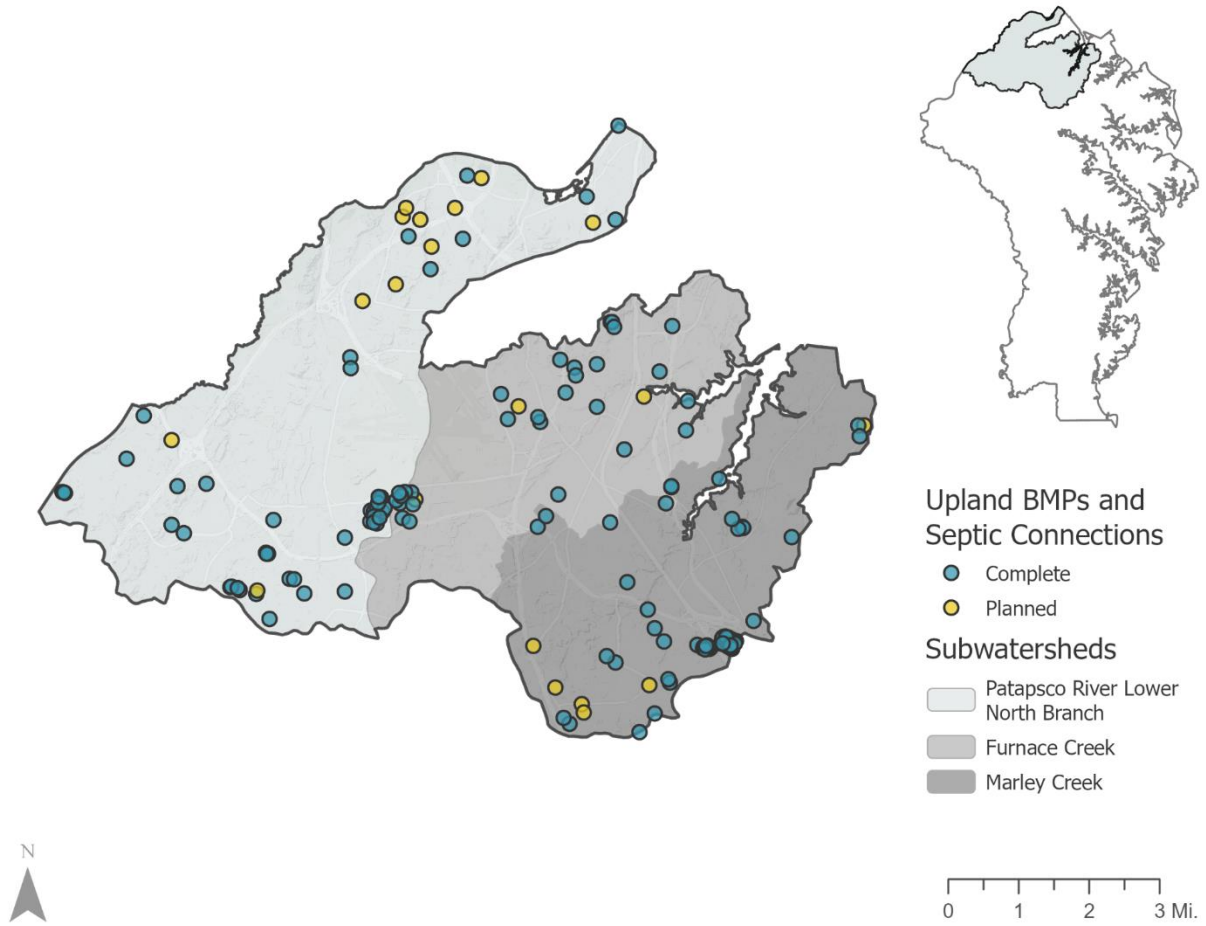 Upland BMPs and
Septic Connections
Complete
Planned
Subwatersheds
Patapsco River Lower
North Branch
Furnace Creek
Marley Creek
N
0 1 2 3 Mi.